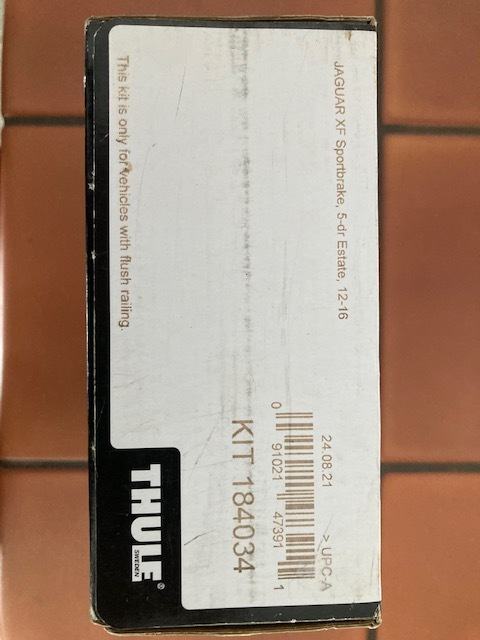 JAGUAR XF Sportbrake, 5-dr Estate, 12-16
24.08.21
> UPC-A
0 91021 47391 1
KIT 184034
This kit is only for vehicles with flush railing.
THULE®
SWEDEN